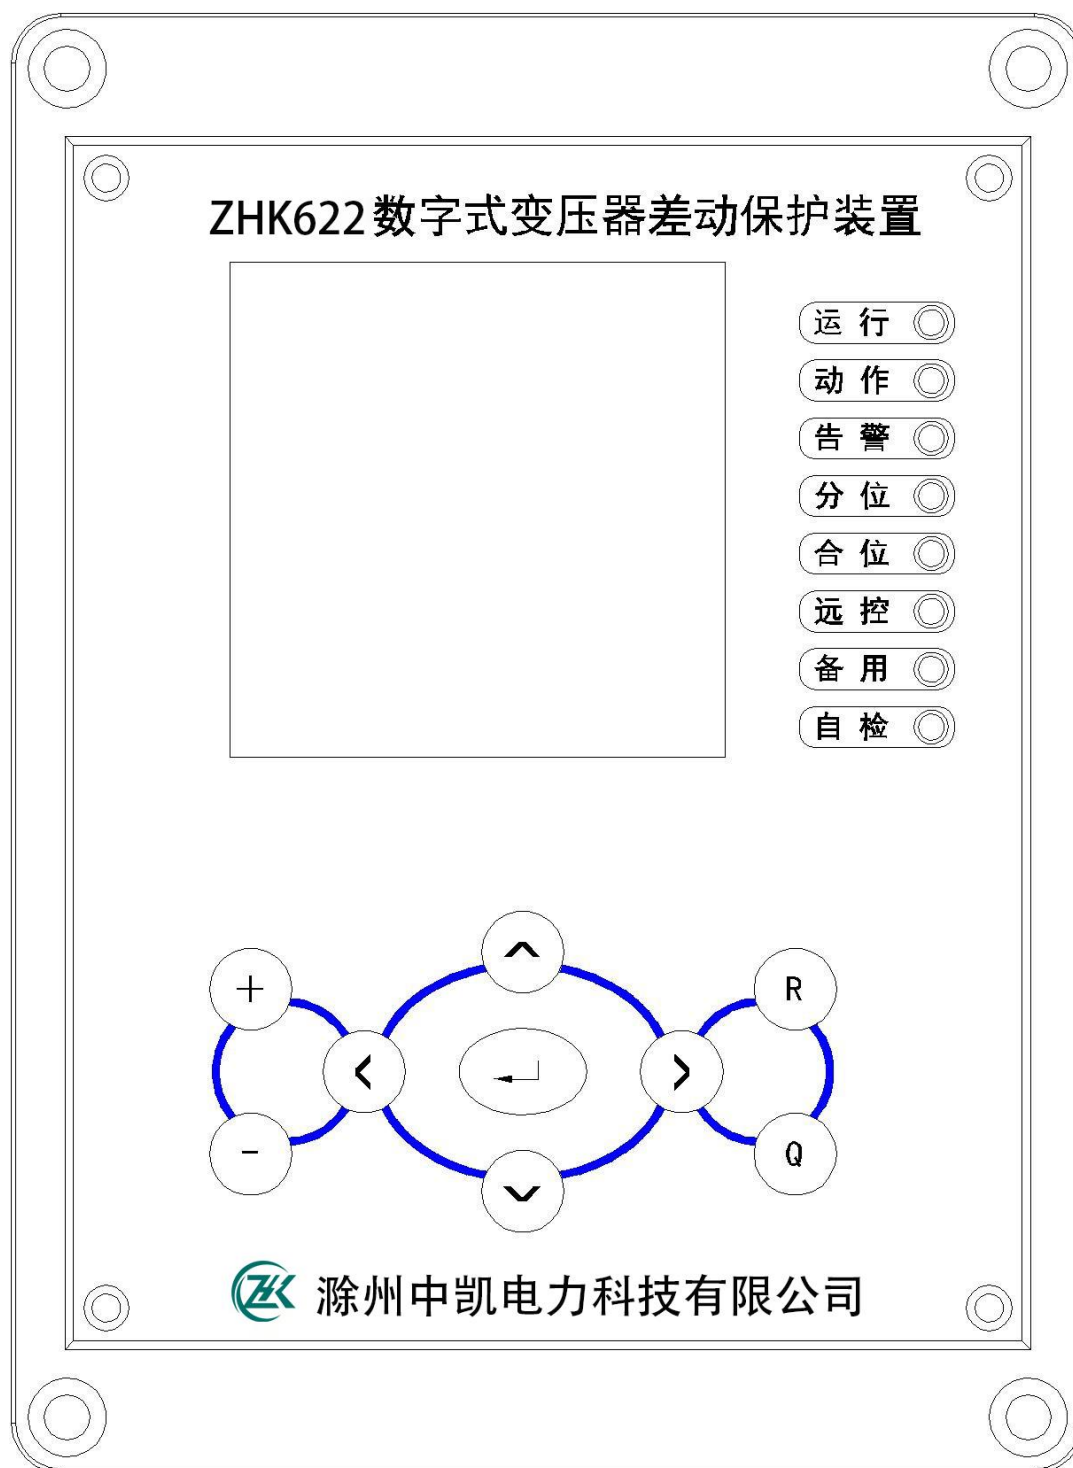 ZHK622数字式变压器差动保护装置
运行
动作
告警
分位
合位
远控
备用
自检
+
R
-
Q
ZHK 滁州中凯电力科技有限公司